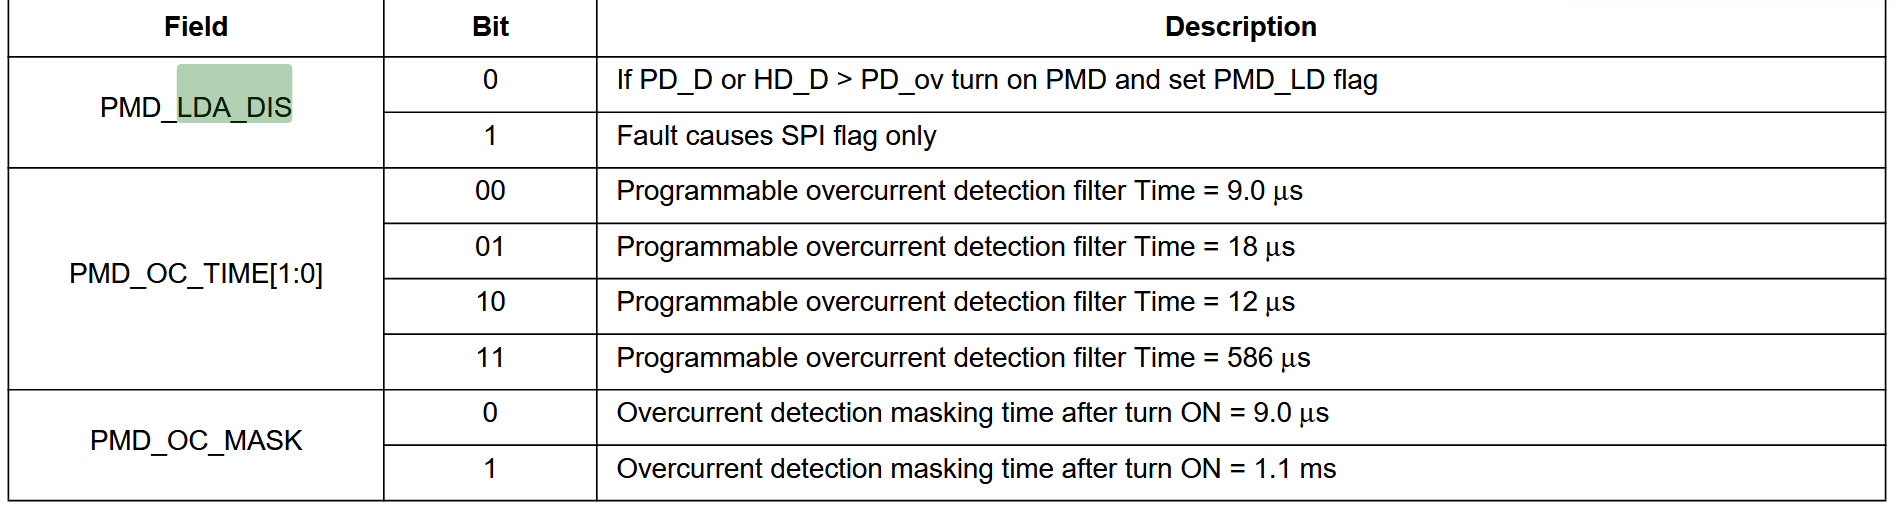 Field Bit Description
PMD_LDA_DIS
0 If PD_D or HD_D > PD_ov turn on PMD and set PMD_LD flag
1 Fault causes SPI flag only
PMD_OC_TIME[1:0]
00 Programmable overcurrent detection filter Time = 9.0 μs
01 Programmable overcurrent detection filter Time = 18 μs
10 Programmable overcurrent detection filter Time = 12 μs
11 Programmable overcurrent detection filter Time = 586 μs
PMD_OC_MASK
0 Overcurrent detection masking time after turn ON = 9.0 μs
1 Overcurrent detection masking time after turn ON = 1.1 ms